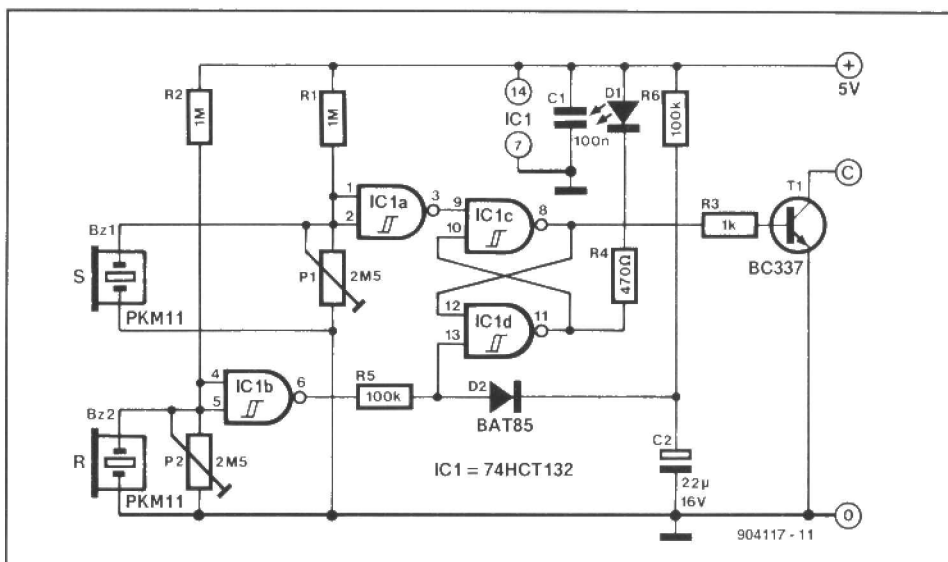 +
5V
R2
1M
R1
1M
14
IC1
7
C1
100n
D1
R6
100k
1
2
IC1a
3
9
10
IC1c
8
R3
1k
T1
C
BC337
Bz1
S
PKM11
P1
2M5
R4
470Ω
12
13
IC1d
11
4
5
IC1b
6
R5
100k
D2
BAT85
Bz2
R
PKM11
P2
2M5
IC1 = 74HCT132
C2
22µ
16V
0
904117 - 11